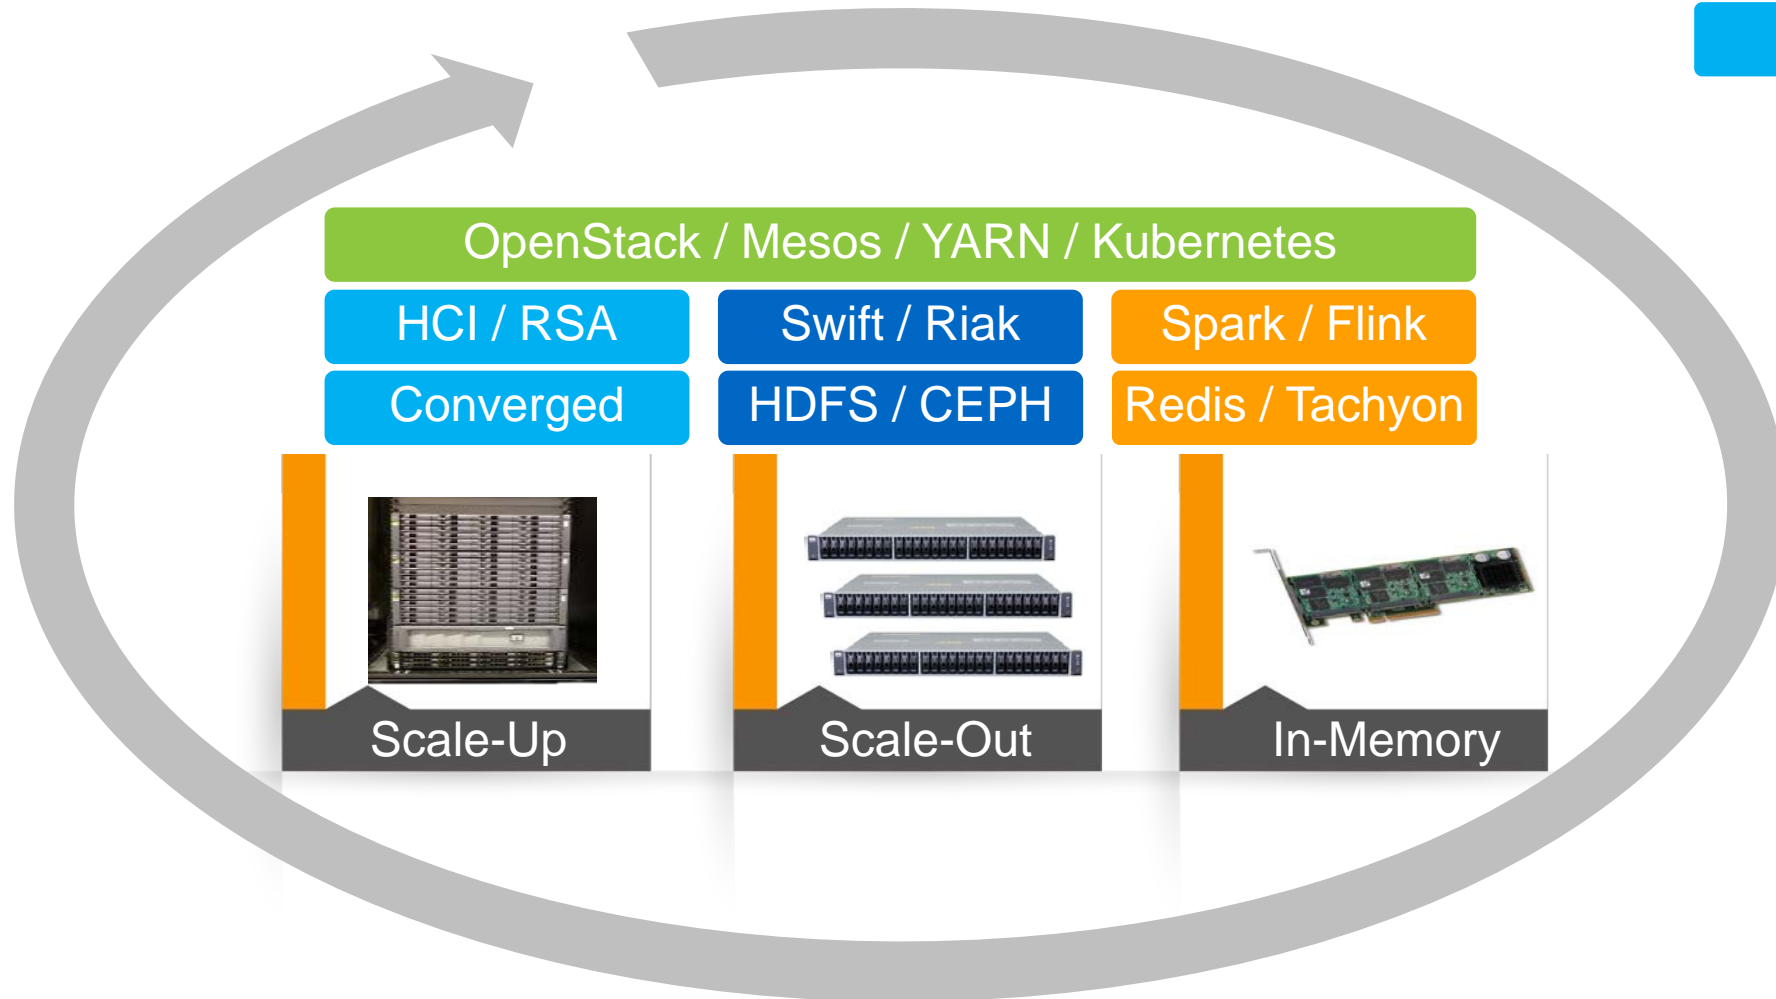 OpenStack / Mesos / YARN / Kubernetes
HCI / RSA
Swift / Riak
Spark / Flink
Converged
HDFS / CEPH
Redis / Tachyon
Scale-Up
Scale-Out
In-Memory